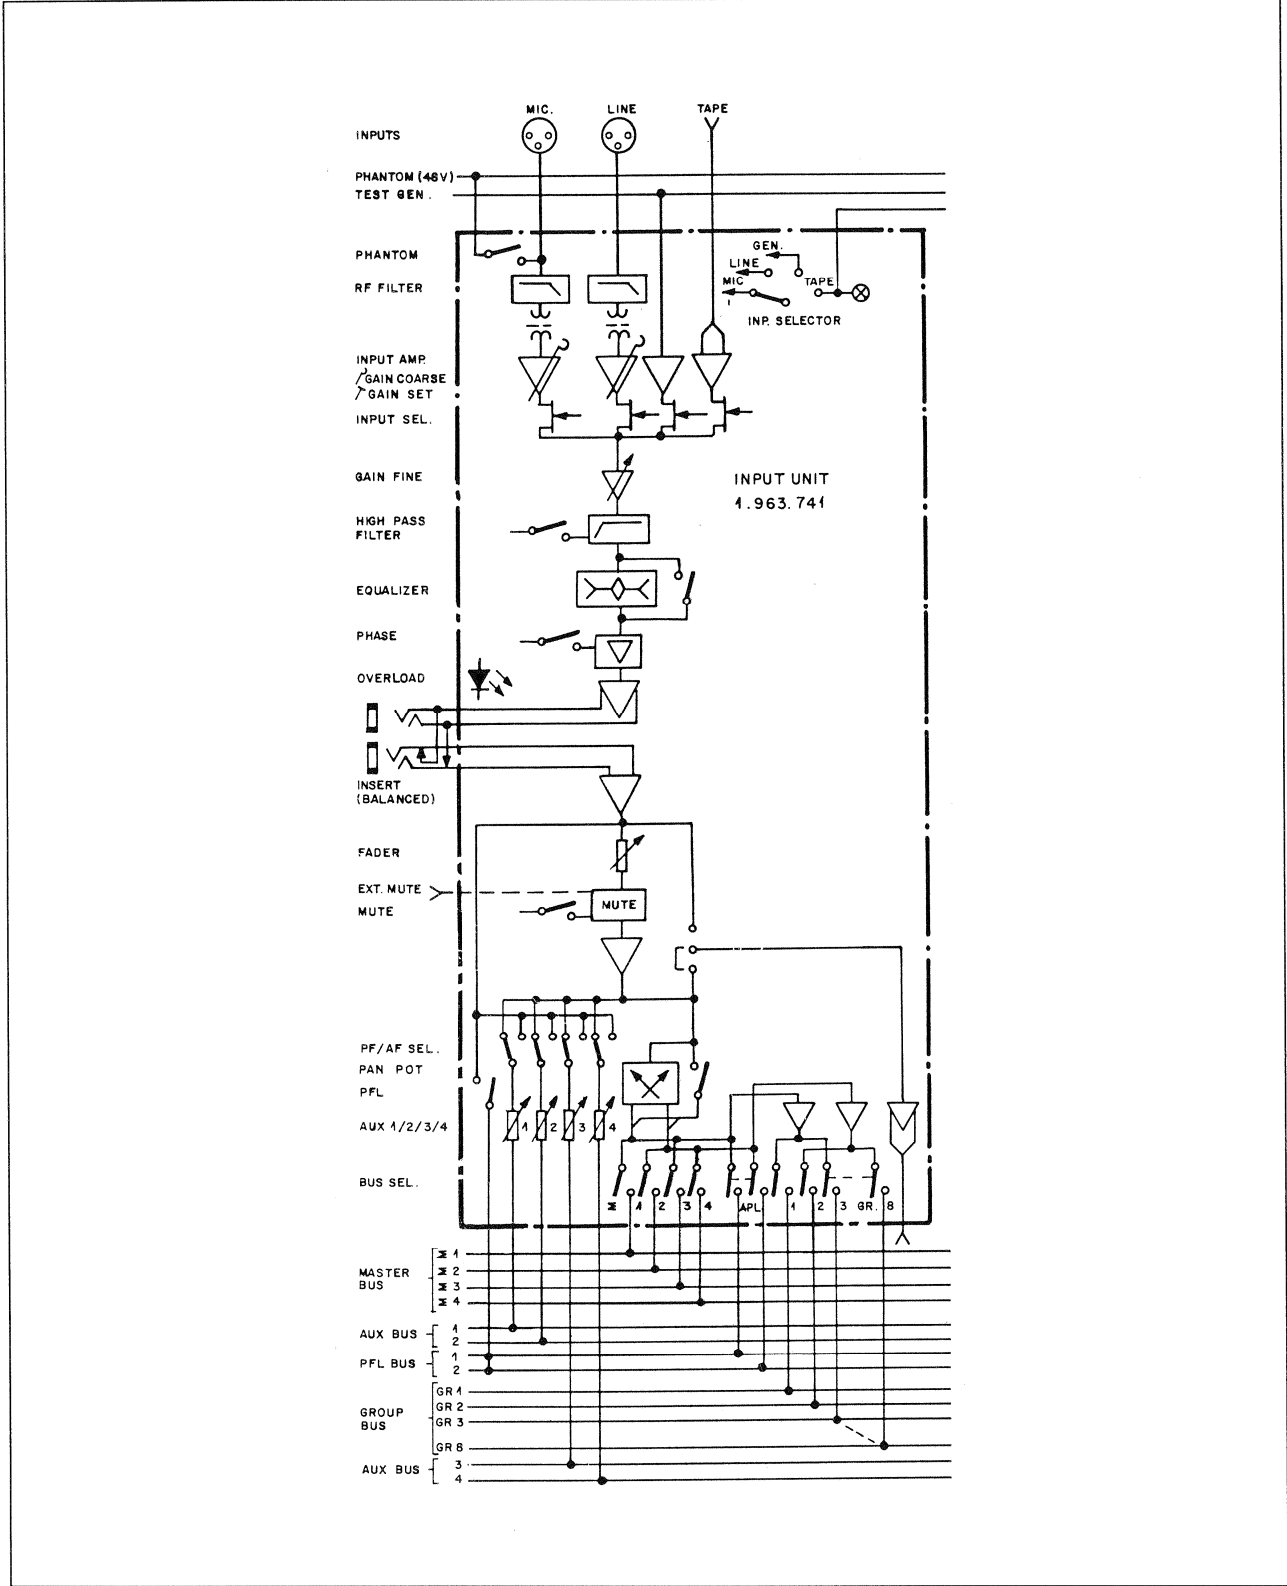 MIC. LINE TAPE
INPUTS
PHANTOM (48V)
TEST GEN.
GEN.
PHANTOM
LINE
MIC TAPE
RF FILTER
INP. SELECTOR
INPUT AMP.
GAIN COARSE
GAIN SET
INPUT SEL.
GAIN FINE
INPUT UNIT
1.963.741
HIGH PASS
FILTER
EQUALIZER
PHASE
OVERLOAD
INSERT
(BALANCED)
FADER
EXT. MUTE
MUTE
MUTE
PF/AF SEL.
PAN POT
PFL
AUX 1/2/3/4 1 2 3 4
BUS SEL.
Σ 1 2 3 4 APL 1 2 3 GR. 8
MASTER
BUS
Σ 1
Σ 2
Σ 3
Σ 4
AUX BUS
1
2
PFL BUS
1
2
GROUP
BUS
GR 1
GR 2
GR 3
GR 8
AUX BUS
3
4